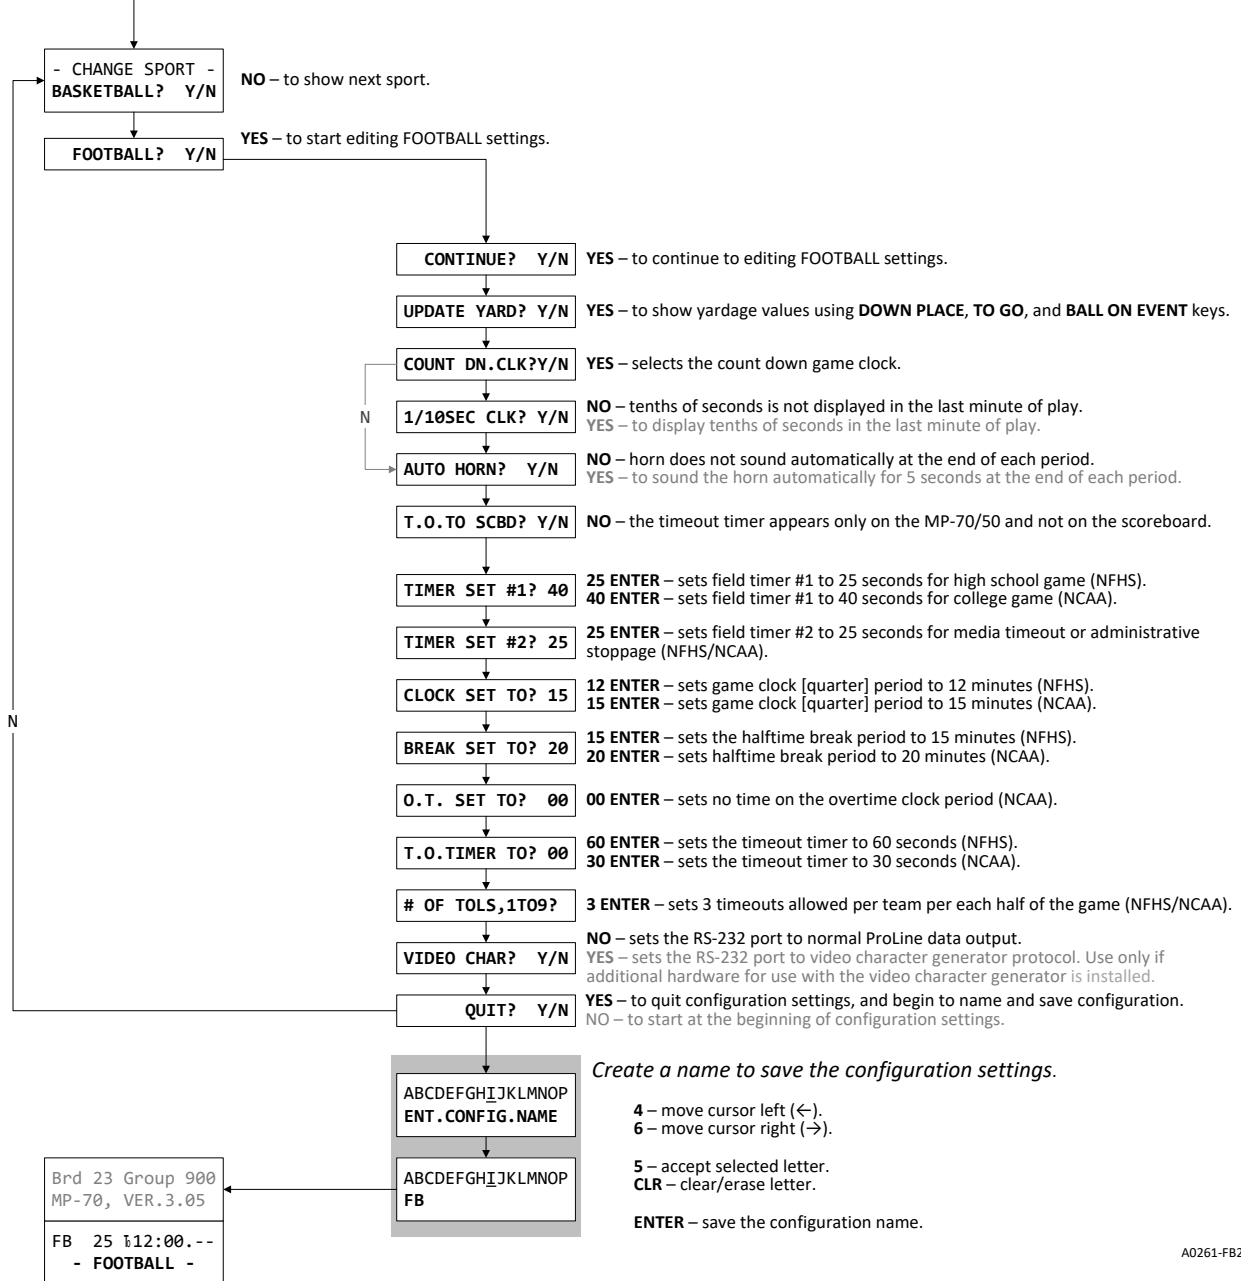 - CHANGE SPORT -
BASKETBALL? Y/N
NO – to show next sport.
FOOTBALL? Y/N
YES – to start editing FOOTBALL settings.
CONTINUE? Y/N
YES – to continue to editing FOOTBALL settings.
UPDATE YARD? Y/N
YES – to show yardage values using DOWN PLACE, TO GO, and BALL ON EVENT keys.
COUNT DN.CLK?Y/N
YES – selects the count down game clock.
N
1/10SEC CLK? Y/N
NO – tenths of seconds is not displayed in the last minute of play.
YES – to display tenths of seconds in the last minute of play.
AUTO HORN? Y/N
NO – horn does not sound automatically at the end of each period.
YES – to sound the horn automatically for 5 seconds at the end of each period.
T.O.TO SCBD? Y/N
NO – the timeout timer appears only on the MP-70/50 and not on the scoreboard.
TIMER SET #1? 40
25 ENTER – sets field timer #1 to 25 seconds for high school game (NFHS).
40 ENTER – sets field timer #1 to 40 seconds for college game (NCAA).
TIMER SET #2? 25
25 ENTER – sets field timer #2 to 25 seconds for media timeout or administrative
stoppage (NFHS/NCAA).
CLOCK SET TO? 15
12 ENTER – sets game clock [quarter] period to 12 minutes (NFHS).
15 ENTER – sets game clock [quarter] period to 15 minutes (NCAA).
N
BREAK SET TO? 20
15 ENTER – sets the halftime break period to 15 minutes (NFHS).
20 ENTER – sets halftime break period to 20 minutes (NCAA).
O.T. SET TO? 00
00 ENTER – sets no time on the overtime clock period (NCAA).
T.O.TIMER TO? 00
60 ENTER – sets the timeout timer to 60 seconds (NFHS).
30 ENTER – sets the timeout timer to 30 seconds (NCAA).
# OF TOLS,1TO9?
3 ENTER – sets 3 timeouts allowed per team per each half of the game (NFHS/NCAA).
VIDEO CHAR? Y/N
NO – sets the RS-232 port to normal ProLine data output.
YES – sets the RS-232 port to video character generator protocol. Use only if
additional hardware for use with the video character generator is installed.
QUIT? Y/N
YES – to quit configuration settings, and begin to name and save configuration.
NO – to start at the beginning of configuration settings.
Create a name to save the configuration settings.
ABCDEFGHIJKLMNOP
ENT.CONFIG.NAME
4 – move cursor left (←).
6 – move cursor right (→).
ABCDEFGHIJKLMNOP
FB
5 – accept selected letter.
CLR – clear/erase letter.
ENTER – save the configuration name.
Brd 23 Group 900
MP-70, VER.3.05
FB 25 12:00.--
- FOOTBALL -
A0261-FB2